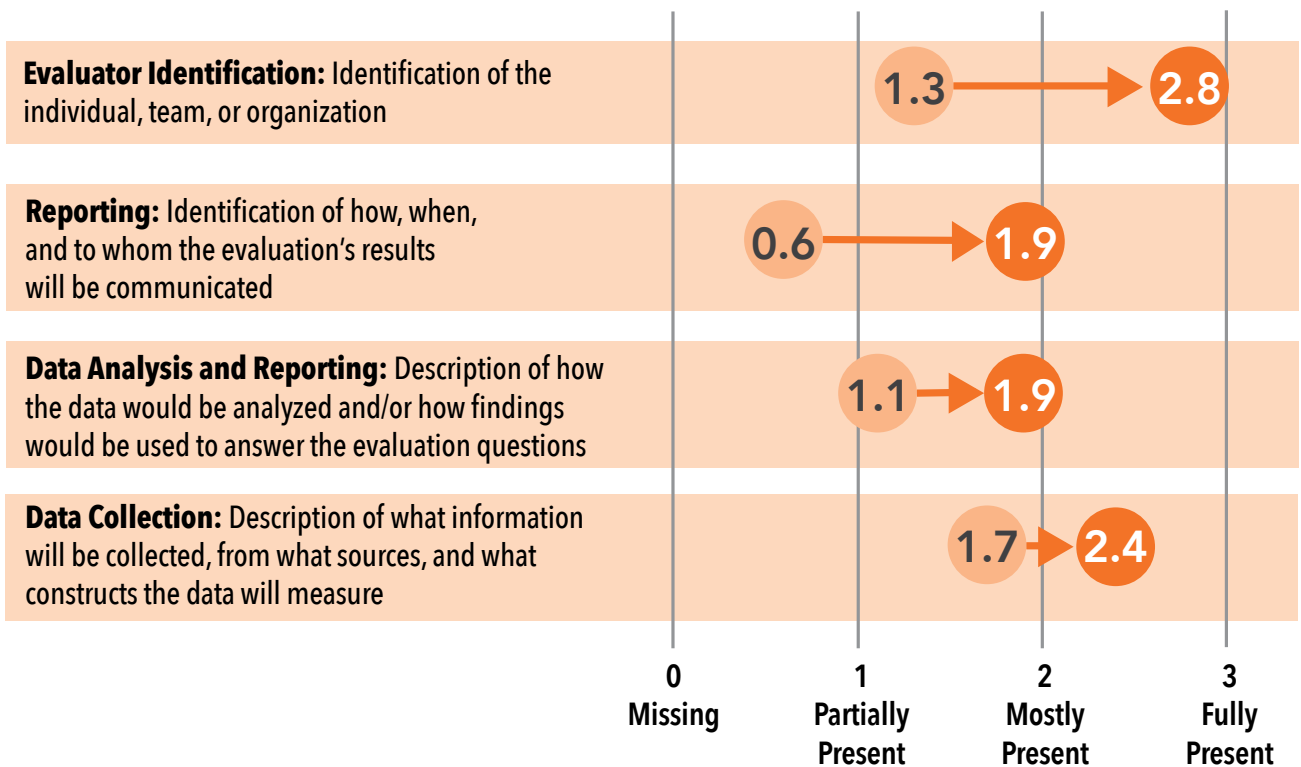 Evaluator Identification: Identification of the
individual, team, or organization
1.3
2.8
Reporting: Identification of how, when,
and to whom the evaluation’s results
will be communicated
0.6
1.9
Data Analysis and Reporting: Description of how
the data would be analyzed and/or how findings
would be used to answer the evaluation questions
1.1
1.9
Data Collection: Description of what information
will be collected, from what sources, and what
constructs the data will measure
1.7
2.4
0
Missing
1
Partially
Present
2
Mostly
Present
3
Fully
Present